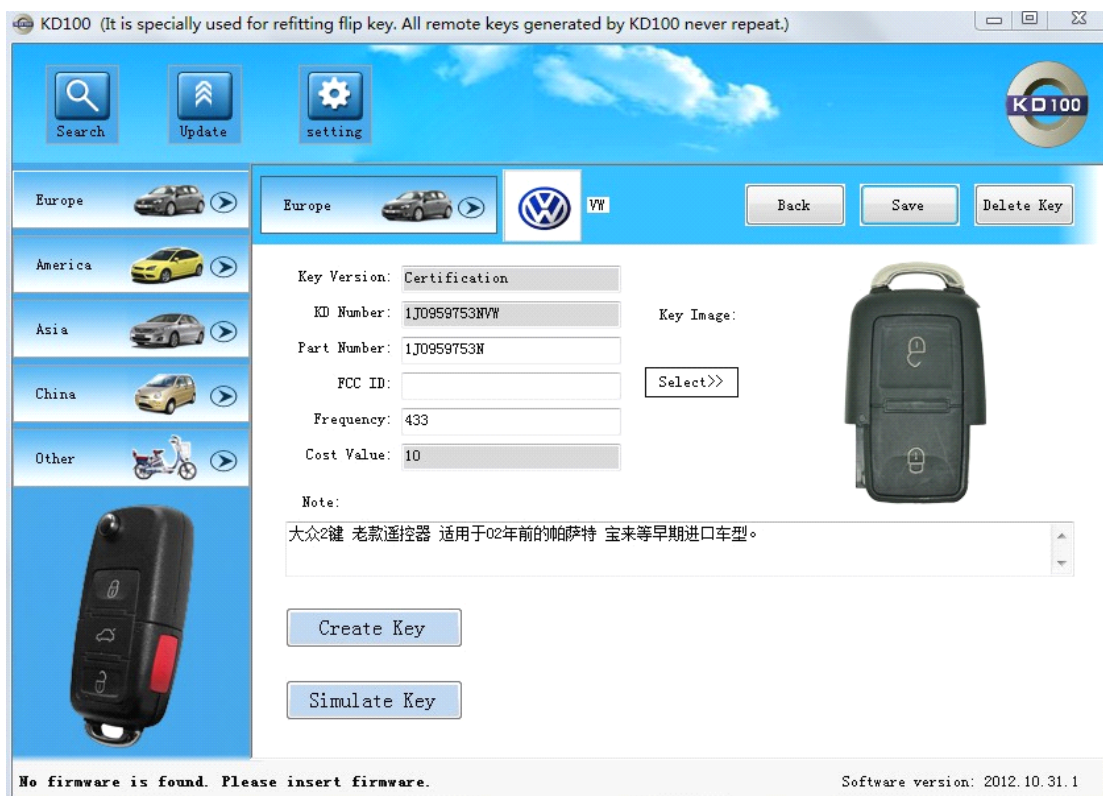 KD100 (It is specially used for refitting flip key. All remote keys generated by KD100 never repeat.)
Search
Update
setting
KD100
Europe
America
Asia
China
Other
Europe
VW
Back
Save
Delete Key
Key Version: Certification
KD Number: 1J0959753NVW
Part Number: 1J0959753N
FCC ID:
Frequency: 433
Cost Value: 10
Key Image:
Select>>
Note:
大众2键 老款遥控器 适用于02年前的帕萨特 宝来等早期进口车型。
Create Key
Simulate Key
No firmware is found. Please insert firmware.
Software version: 2012.10.31.1